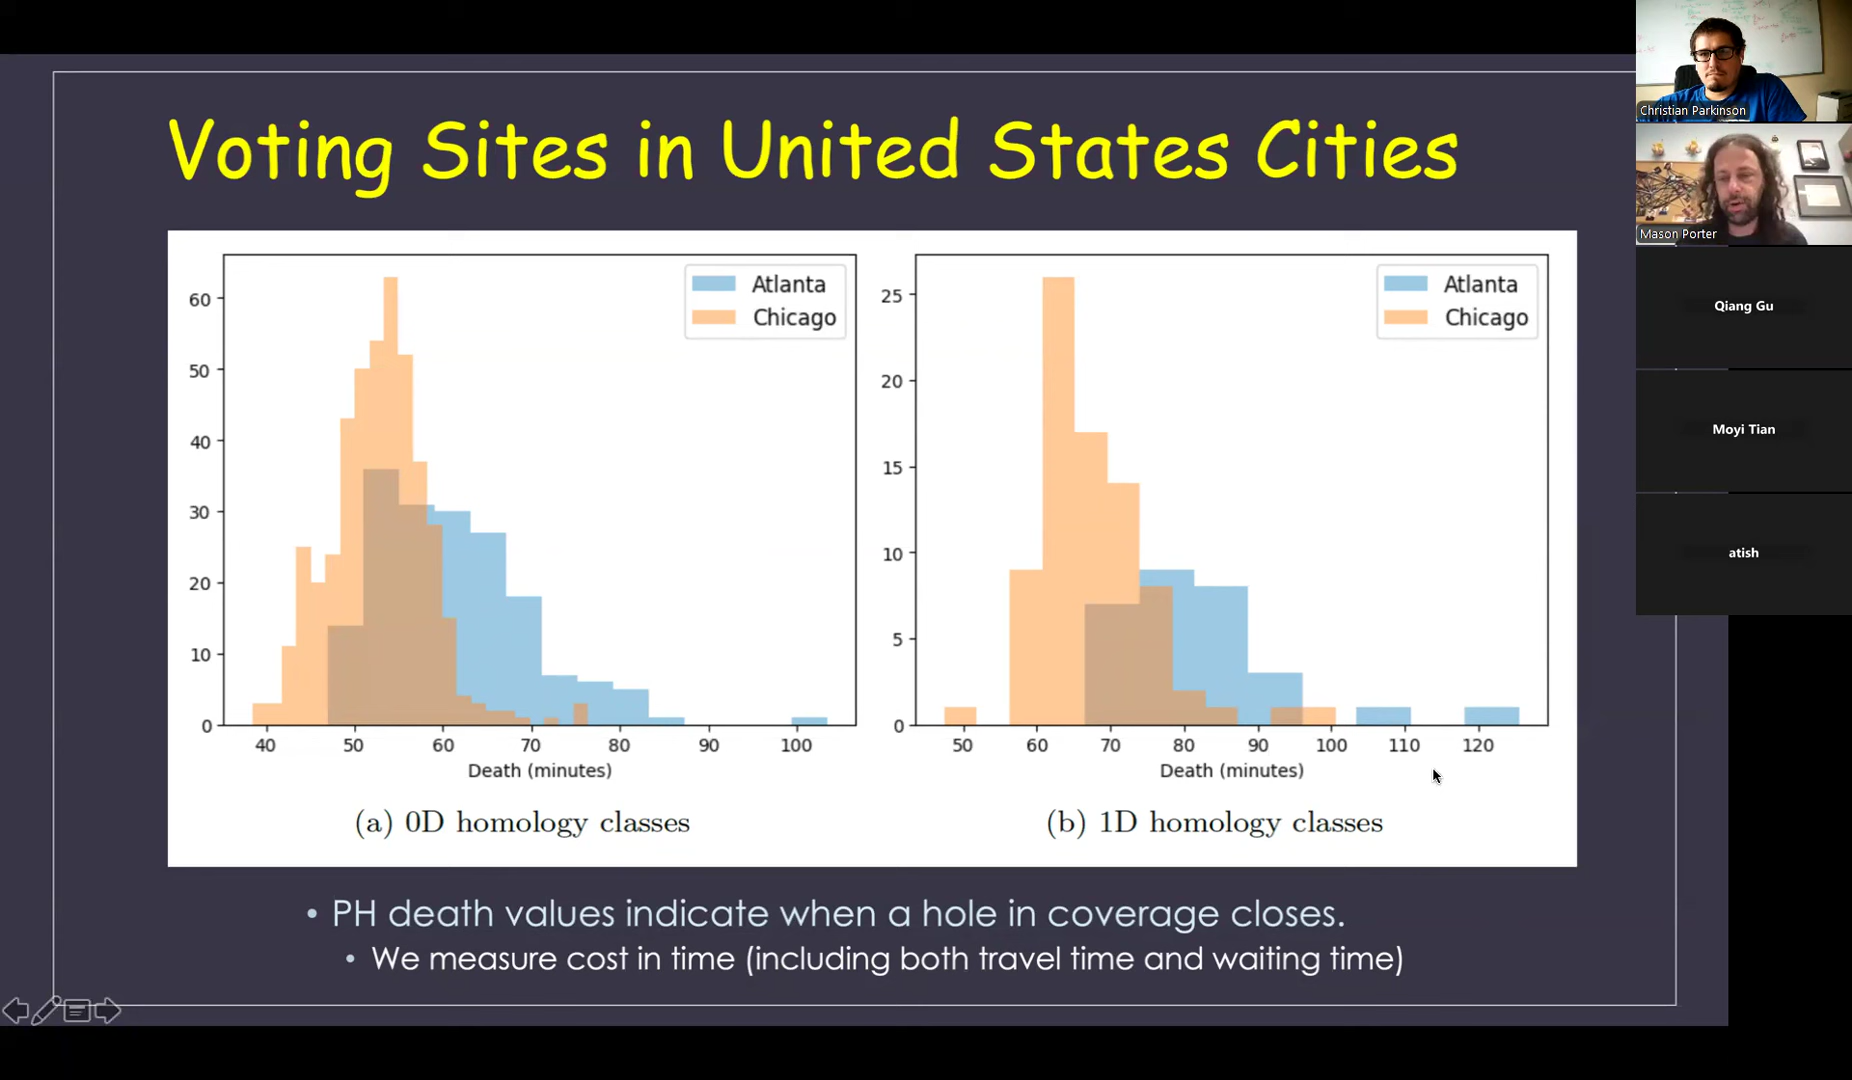 Voting Sites in United States Cities
Atlanta
Chicago
60
50
40
30
20
10
0
40 50 60 70 80 90 100
Death (minutes)
(a) 0D homology classes
Atlanta
Chicago
25
20
15
10
5
0
50 60 70 80 90 100 110 120
Death (minutes)
(b) 1D homology classes
• PH death values indicate when a hole in coverage closes.
• We measure cost in time (including both travel time and waiting time)
Christian Parkinson
Mason Porter
Qiang Gu
Moyi Tian
atish